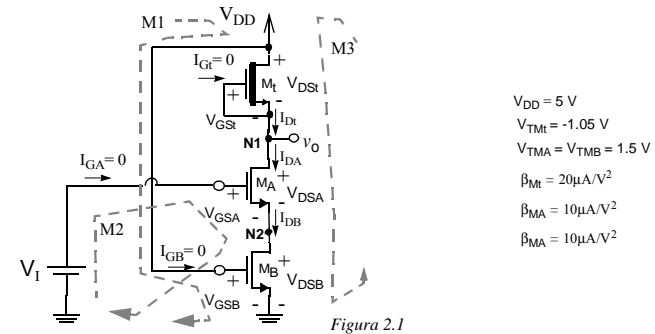 M1
V_DD
M3
I_Gt= 0
M_t
V_DSt
+
-
+
V_GSt
-
I_Dt
N1
v_o
I_DA
I_GA= 0
M_A
+
V_DSA
-
+
V_GSA
-
I_DB
M2
N2
I_GB= 0
M_B
+
V_DSB
-
+
V_GSB
-
V_I
Figura 2.1
V_DD = 5 V
V_TMt = -1.05 V
V_TMA = V_TMB = 1.5 V
β_Mt = 20μA/V²
β_MA = 10μA/V²
β_MA = 10μA/V²